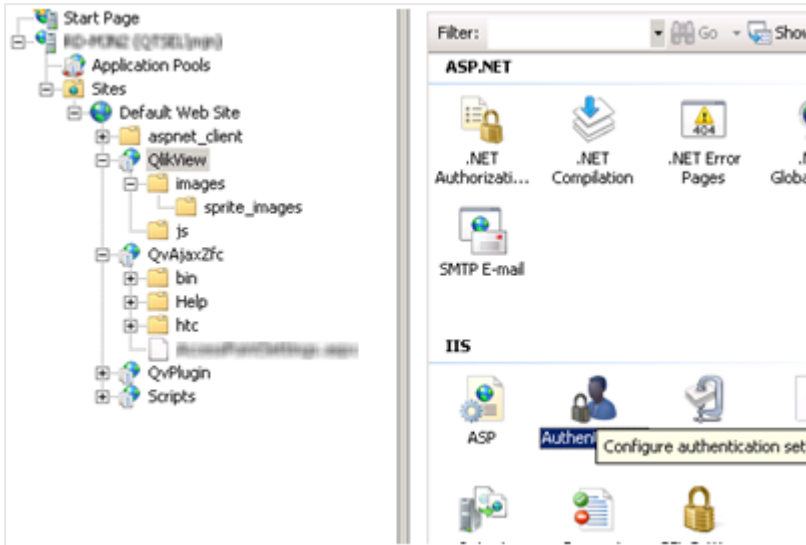 Start Page
Application Pools
Sites
Default Web Site
aspnet_client
QlikView
images
sprite_images
js
QvAjaxZfc
bin
Help
htc
QvPlugin
Scripts
Filter:
Go
Show
ASP.NET
.NET Authorizati...
.NET Compilation
.NET Error Pages
404
SMTP E-mail
IIS
ASP
Configure authentication set